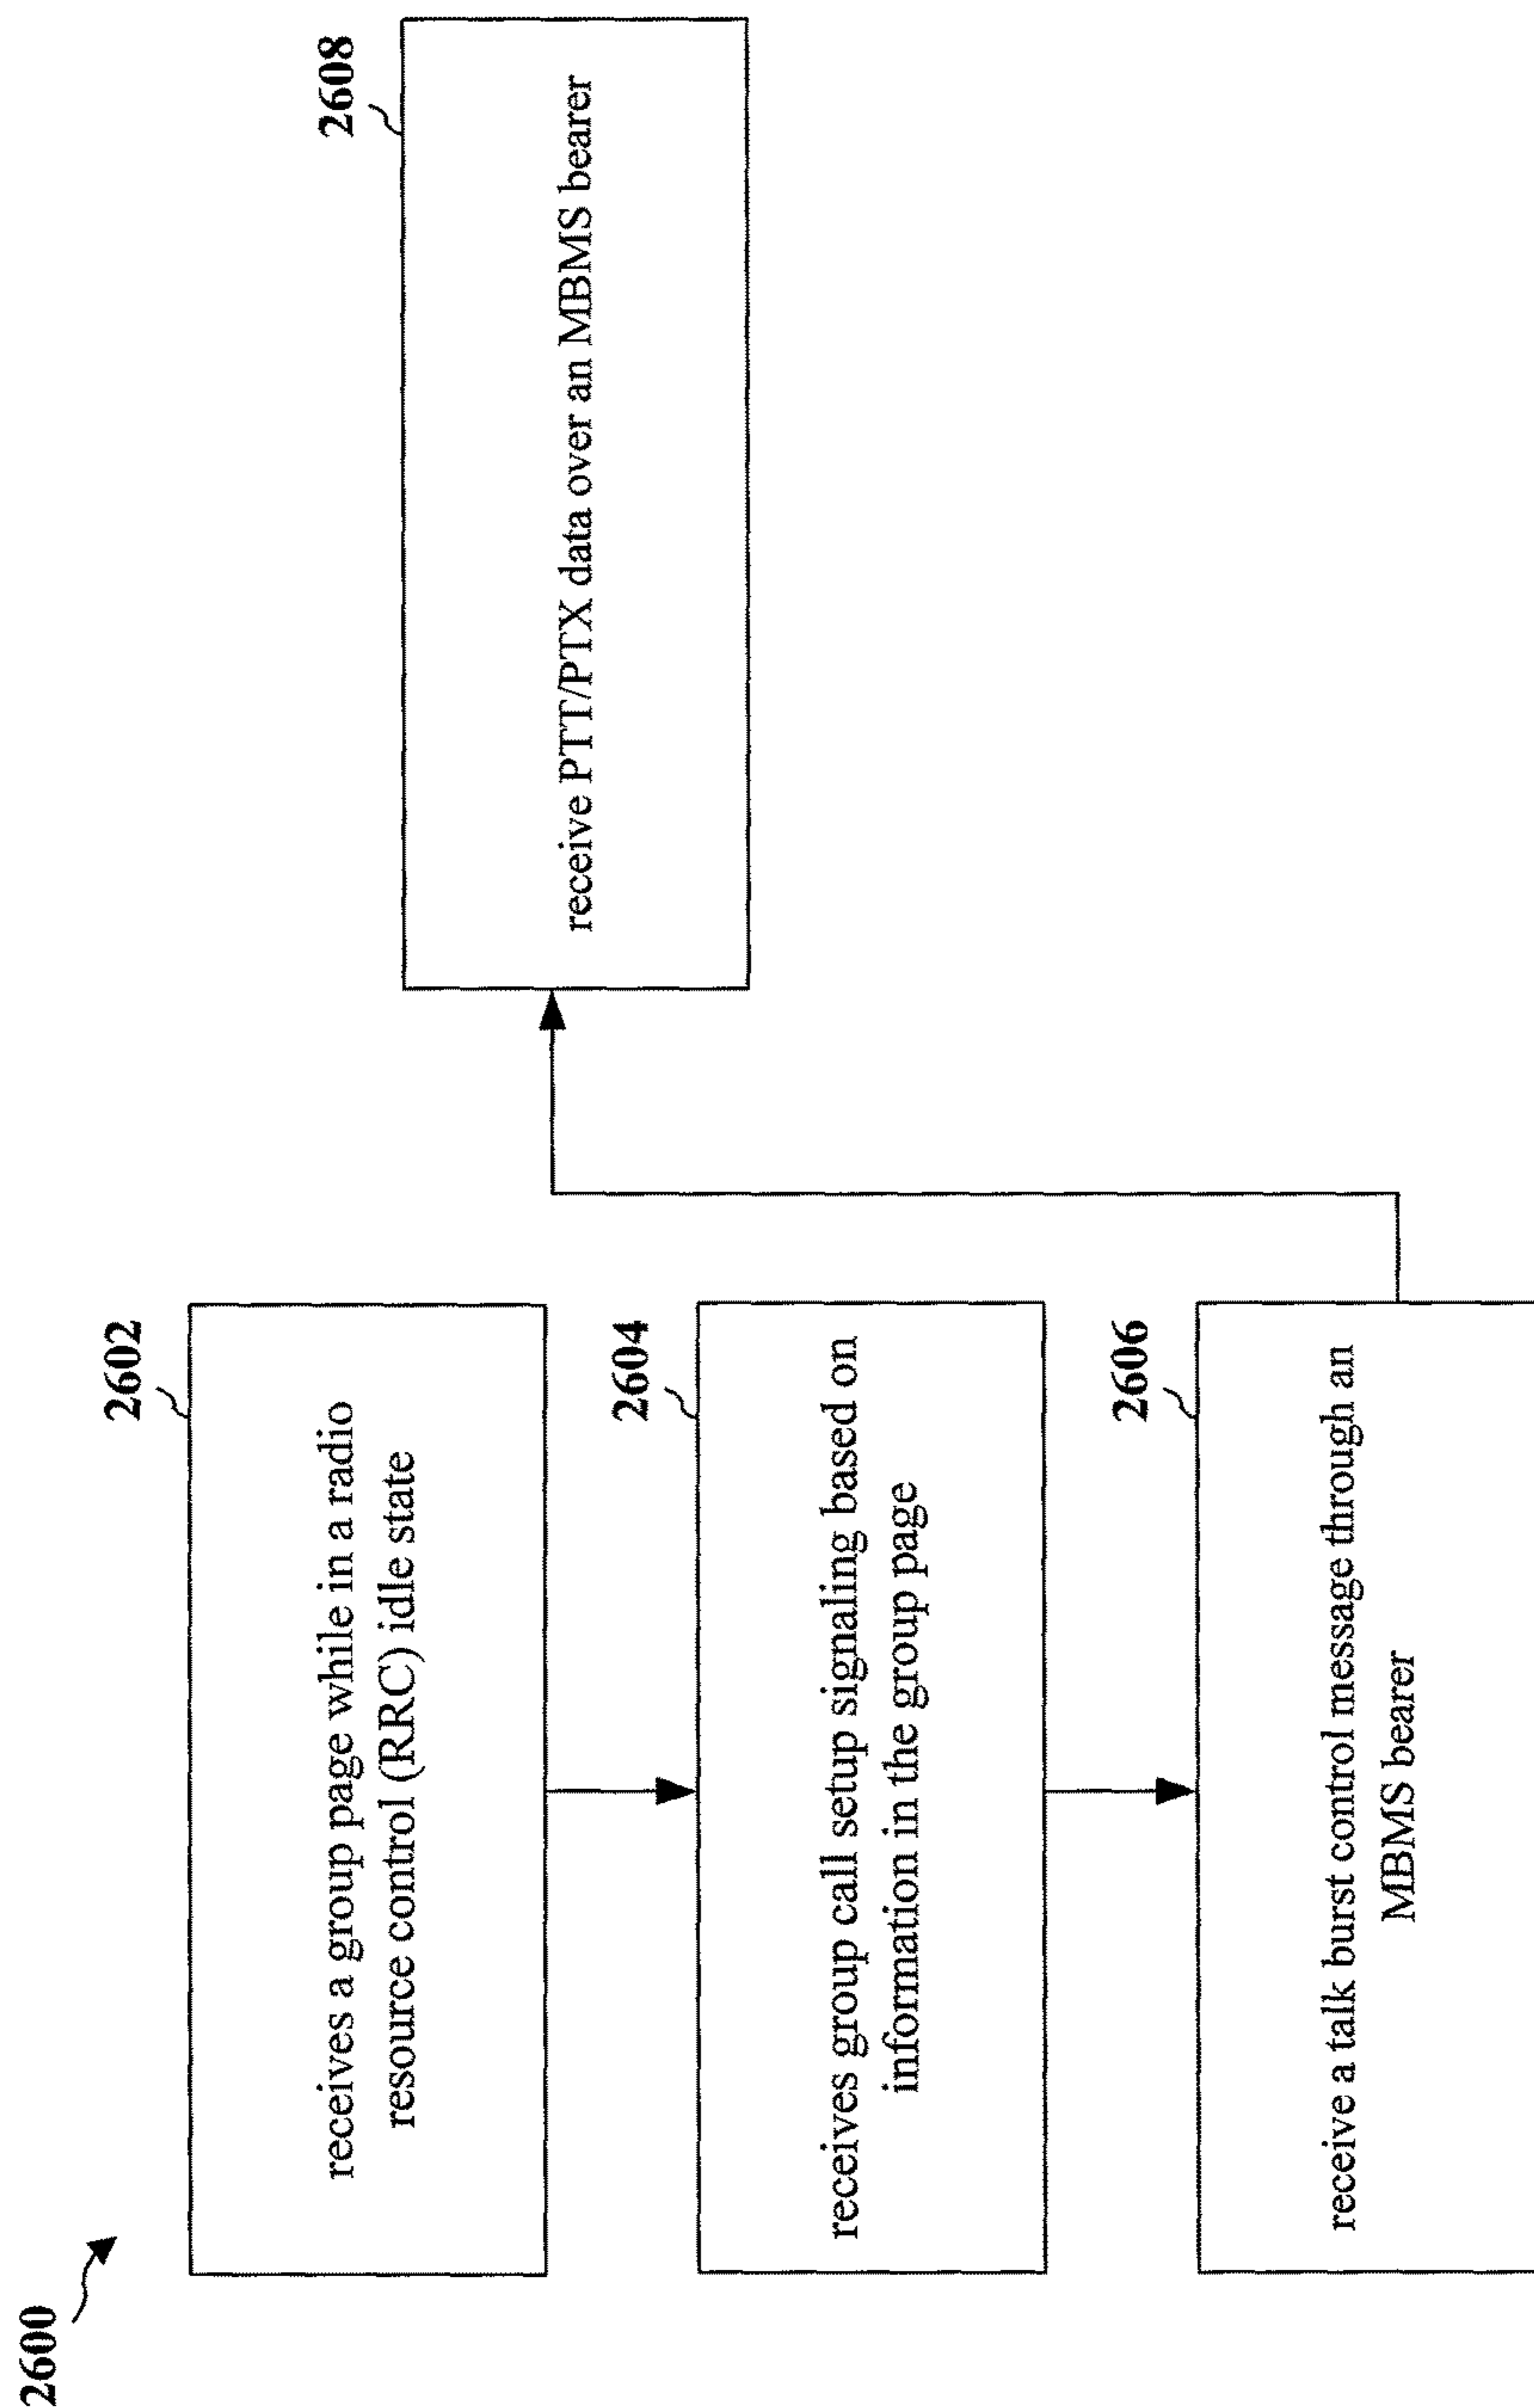 2600
2602
receives a group page while in a radio
resource control (RRC) idle state
2604
receives group call setup signaling based on
information in the group page
2606
receive a talk burst control message through an
MBMS bearer
2608
receive PTT/PTX data over an MBMS bearer